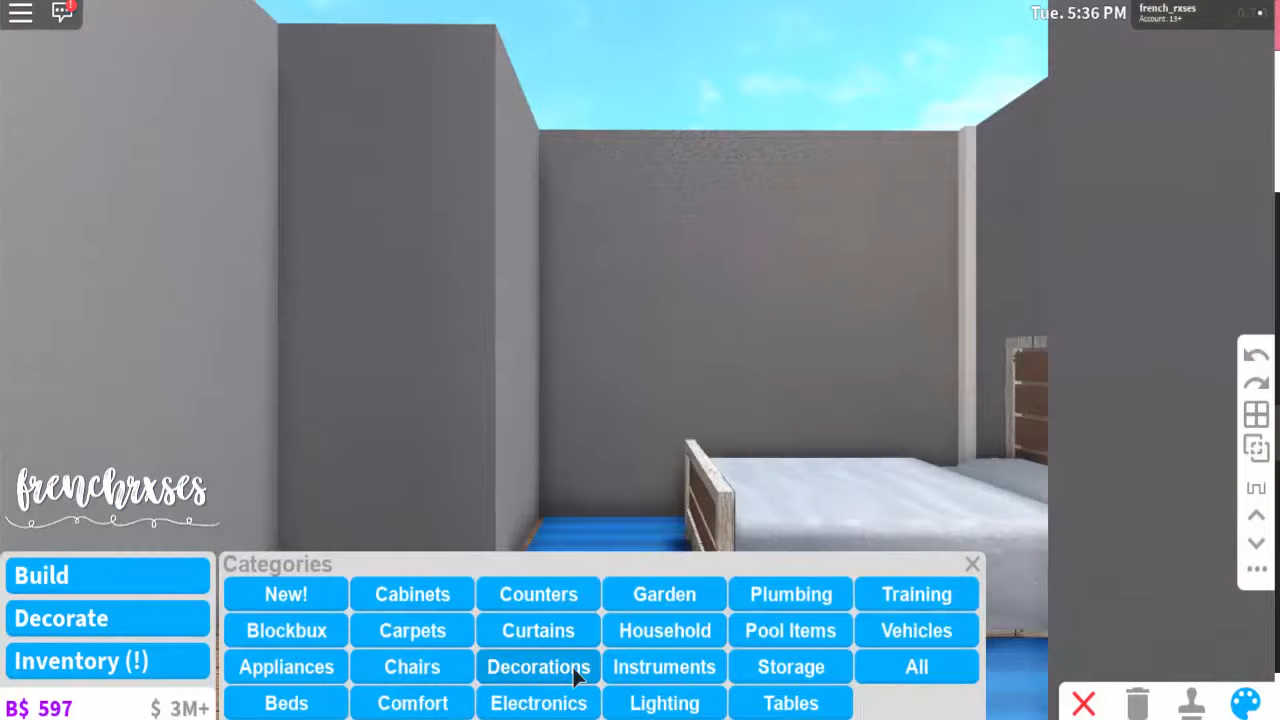 Tue. 5:36 PM
french_rxses
Account: 13+
frenchrxses
Build
Decorate
Inventory (!)
B$ 597
$ 3M+
Categories
New!
Cabinets
Counters
Garden
Plumbing
Training
Blockbux
Carpets
Curtains
Household
Pool Items
Vehicles
Appliances
Chairs
Decorations
Instruments
Storage
All
Beds
Comfort
Electronics
Lighting
Tables